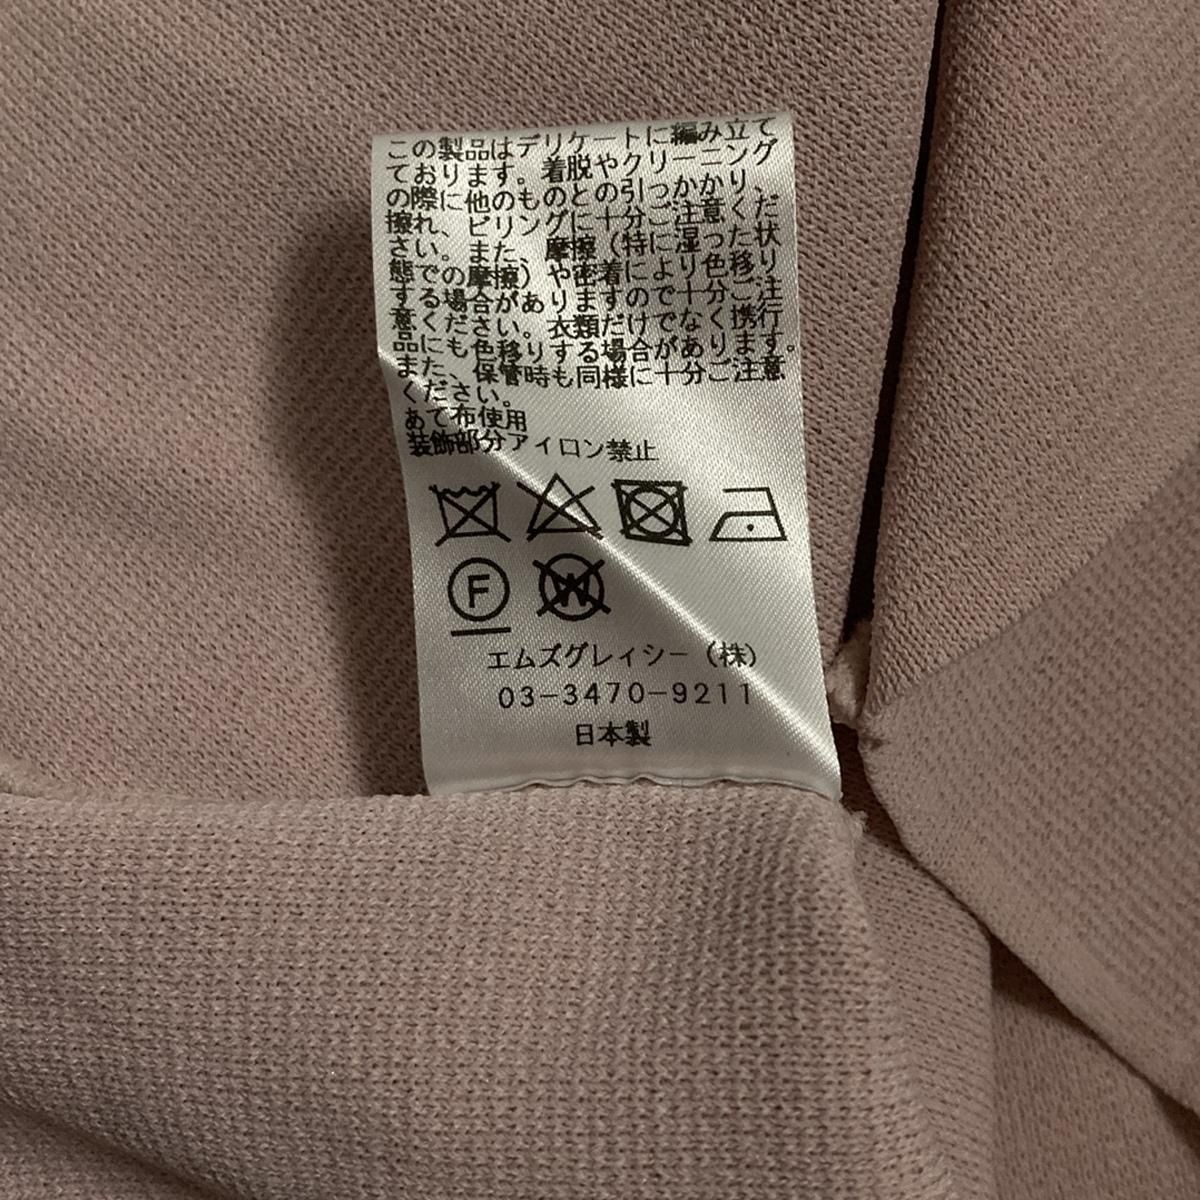 この製品はデリケートに編み立て
ております。着脱やクリーニング
の際に他のものとの引っかかり、
擦れ、ピリングに十分ご注意くだ
さい。また、摩擦（特に湿った状
態での摩擦）や密着により色移り
する場合がありますので十分ご注
意ください。衣類だけでなく携行
品にも色移りする場合があります。
また、保管時も同様に十分ご注意
ください。
あて布使用
装飾部分アイロン禁止
F W
エムズグレィシー（株）
03-3470-9211
日本製